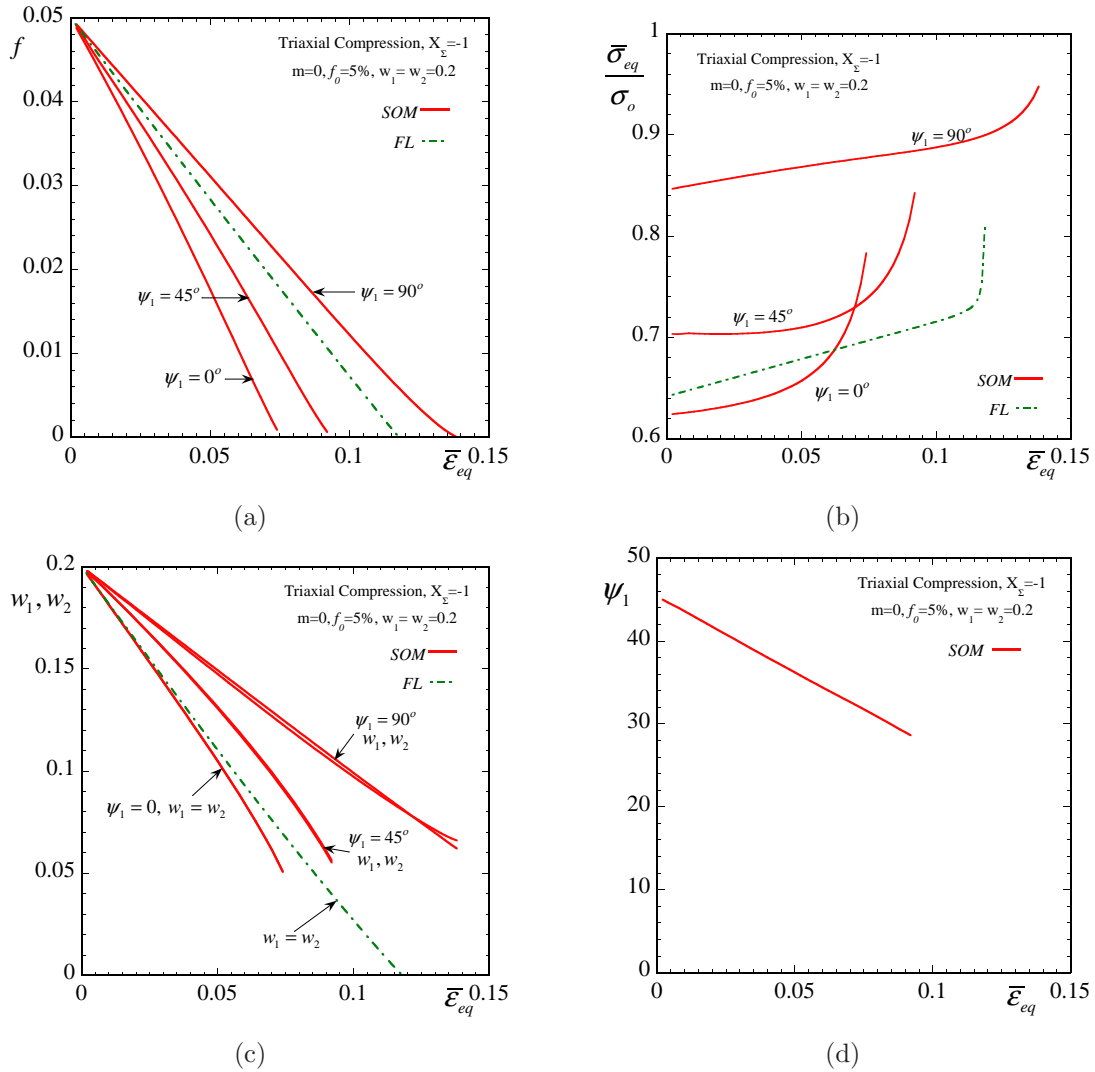 0.05
f
0.04
0.03
0.02
0.01
0
Triaxial Compression, X_Σ=-1
m=0, f_0=5%, w_1= w_2=0.2
SOM
FL
ψ_1 = 45°
ψ_1 = 90°
ψ_1 = 0°
0 0.05 0.1 0.15
ε̅_eq
(a)
1
σ̅_eq
σ_o
0.9
0.8
0.7
0.6
Triaxial Compression, X_Σ=-1
m=0, f_0=5%, w_1= w_2=0.2
ψ_1 = 90°
ψ_1 = 45°
ψ_1 = 0°
SOM
FL
0 0.05 0.1 0.15
ε̅_eq
(b)
0.2
w_1, w_2
0.15
0.1
0.05
0
Triaxial Compression, X_Σ=-1
m=0, f_0=5%, w_1= w_2=0.2
SOM
FL
ψ_1 = 90°
w_1, w_2
ψ_1 = 0, w_1 = w_2
ψ_1 = 45°
w_1, w_2
w_1 = w_2
0 0.05 0.1 0.15
ε̅_eq
(c)
50
ψ_1
40
30
20
10
0
Triaxial Compression, X_Σ=-1
m=0, f_0=5%, w_1= w_2=0.2
SOM
0 0.05 0.1 0.15
ε̅_eq
(d)